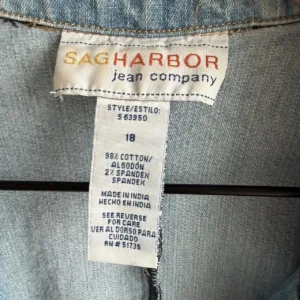 SAGHARBOR
jean company
STYLE/ESTILO:
S 63950
18
98% COTTON/
ALGODÓN
2% SPANDEX
SPANDEX
MADE IN INDIA
HECHO EN INDIA
SEE REVERSE
FOR CARE
VER AL DORSO PARA
CUIDADO
RN# 51735